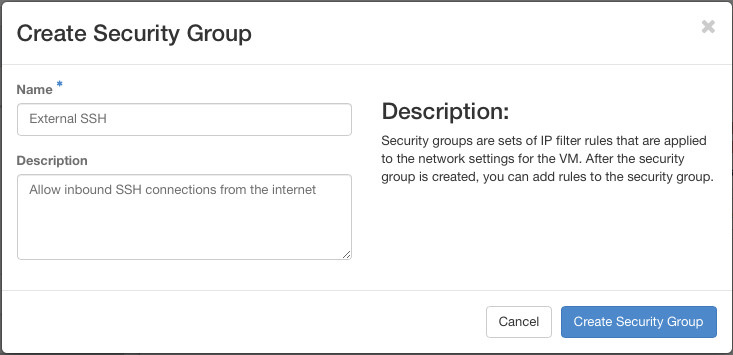 Create Security Group
Name *
External SSH
Description
Allow inbound SSH connections from the internet
Description:
Security groups are sets of IP filter rules that are applied
to the network settings for the VM. After the security
group is created, you can add rules to the security group.
Cancel
Create Security Group